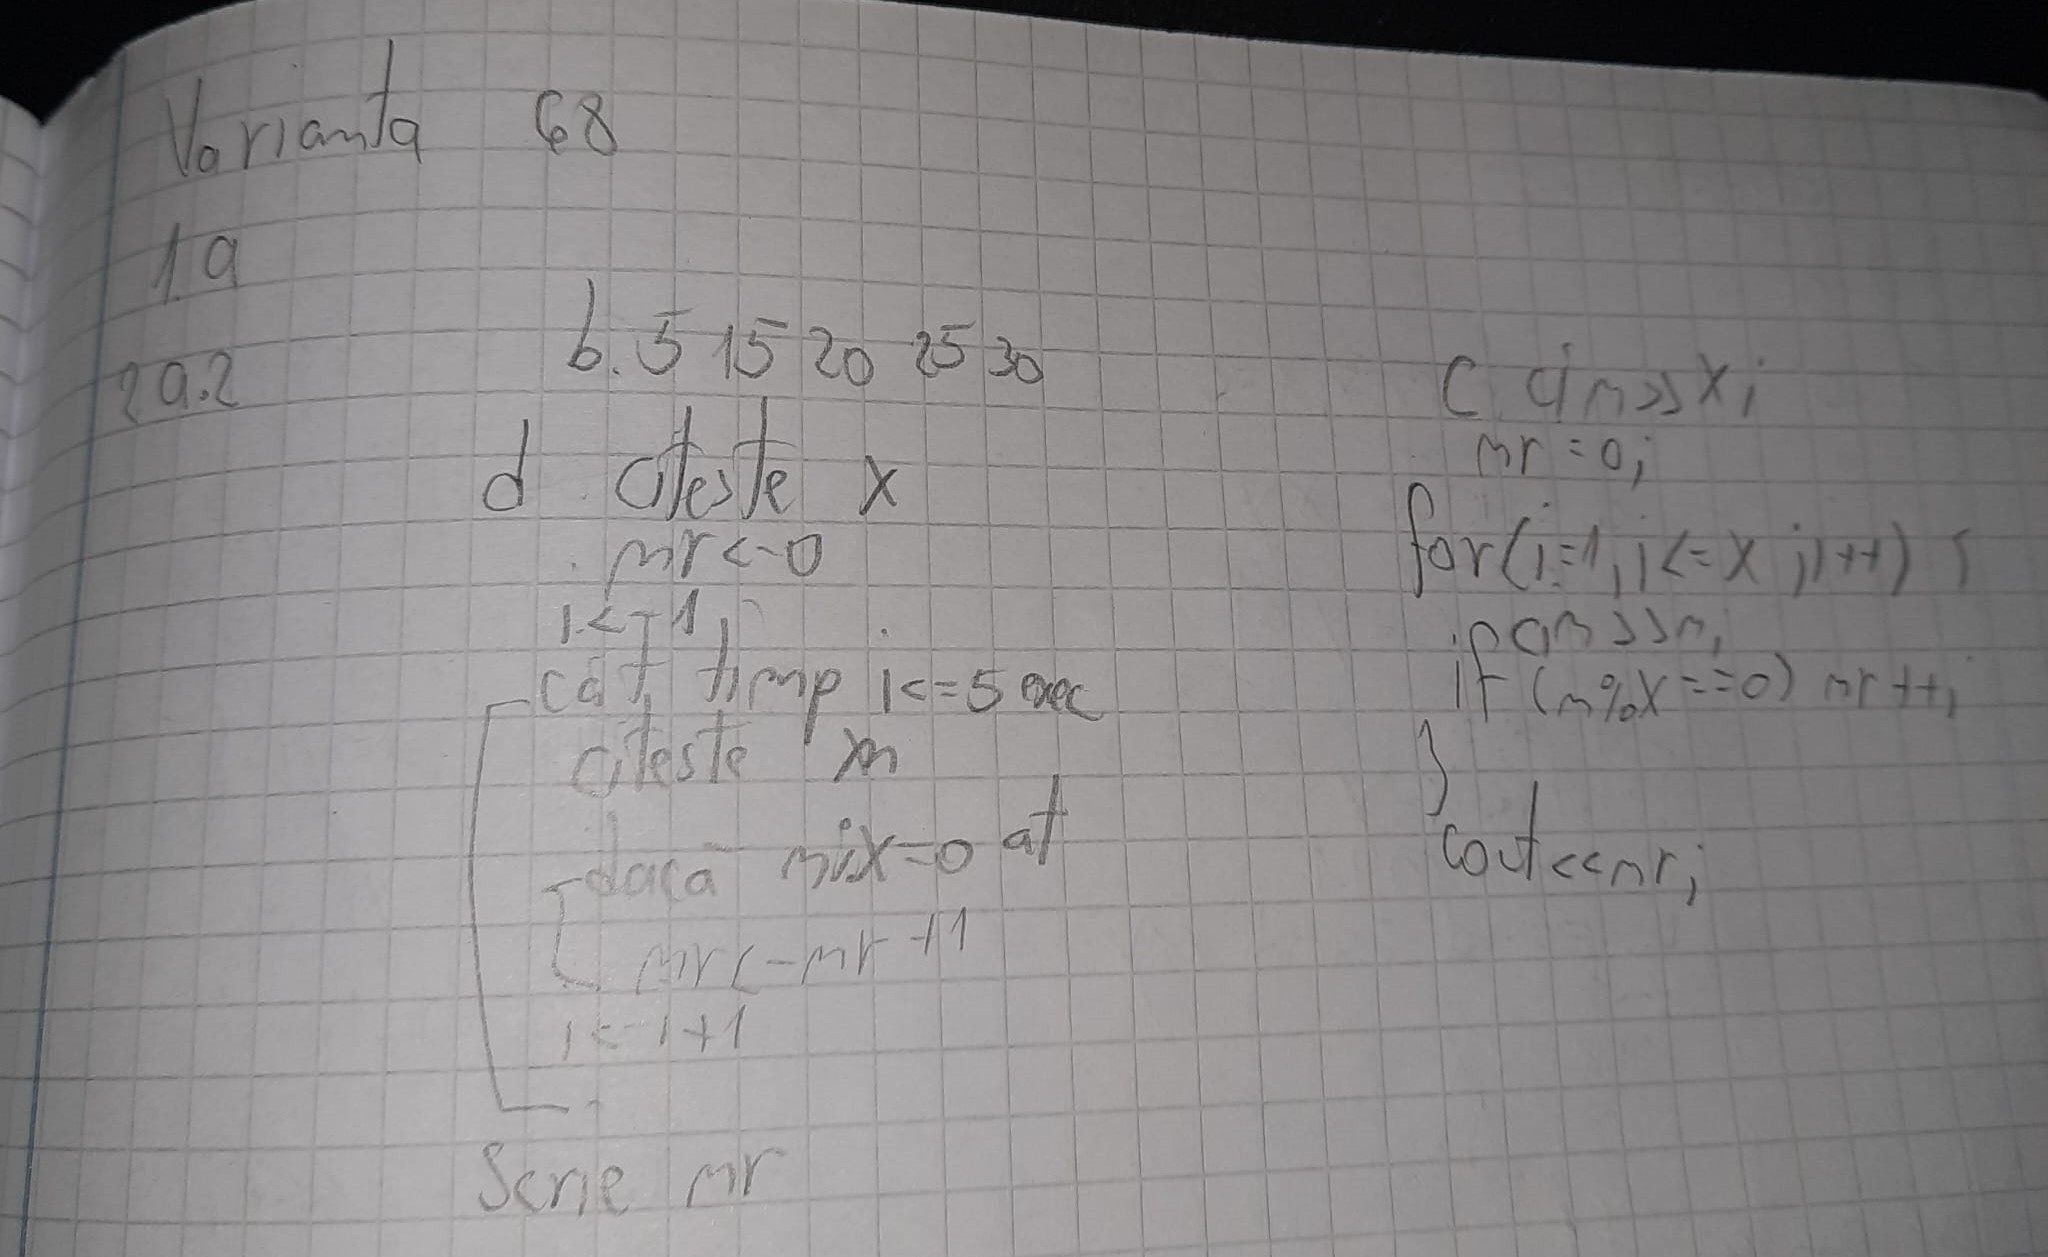 Varianta 68
1.a
2 a.2
b. 5 15 20 25 30
d. citeste x
nr<-0
i<-1
cât timp i<=5 exec
citeste n
daca n%x=0 at
nr<-nr+1
i<-i+1
Scrie nr
C. cin>>x;
nr=0;
for(i=1, i<=x ;i++) {
cin>>n;
if (n%x==0) nr++;
}
cout<<nr;